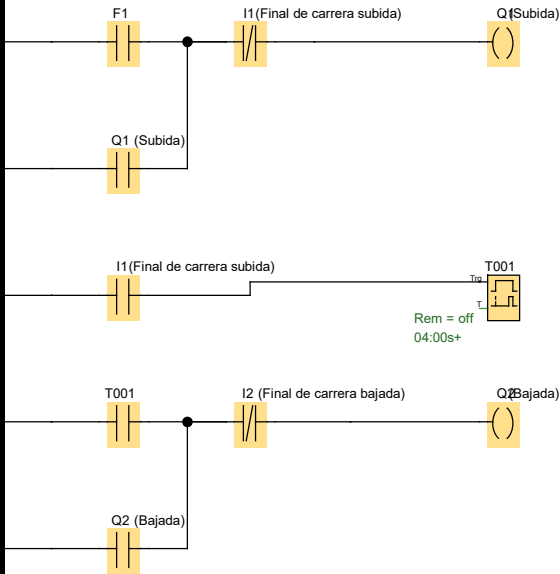 F1
I1(Final de carrera subida)
Q1(Subida)
Q1 (Subida)
I1(Final de carrera subida)
T001
Trg
T
Rem = off
04:00s+
T001
I2 (Final de carrera bajada)
Q2(Bajada)
Q2 (Bajada)